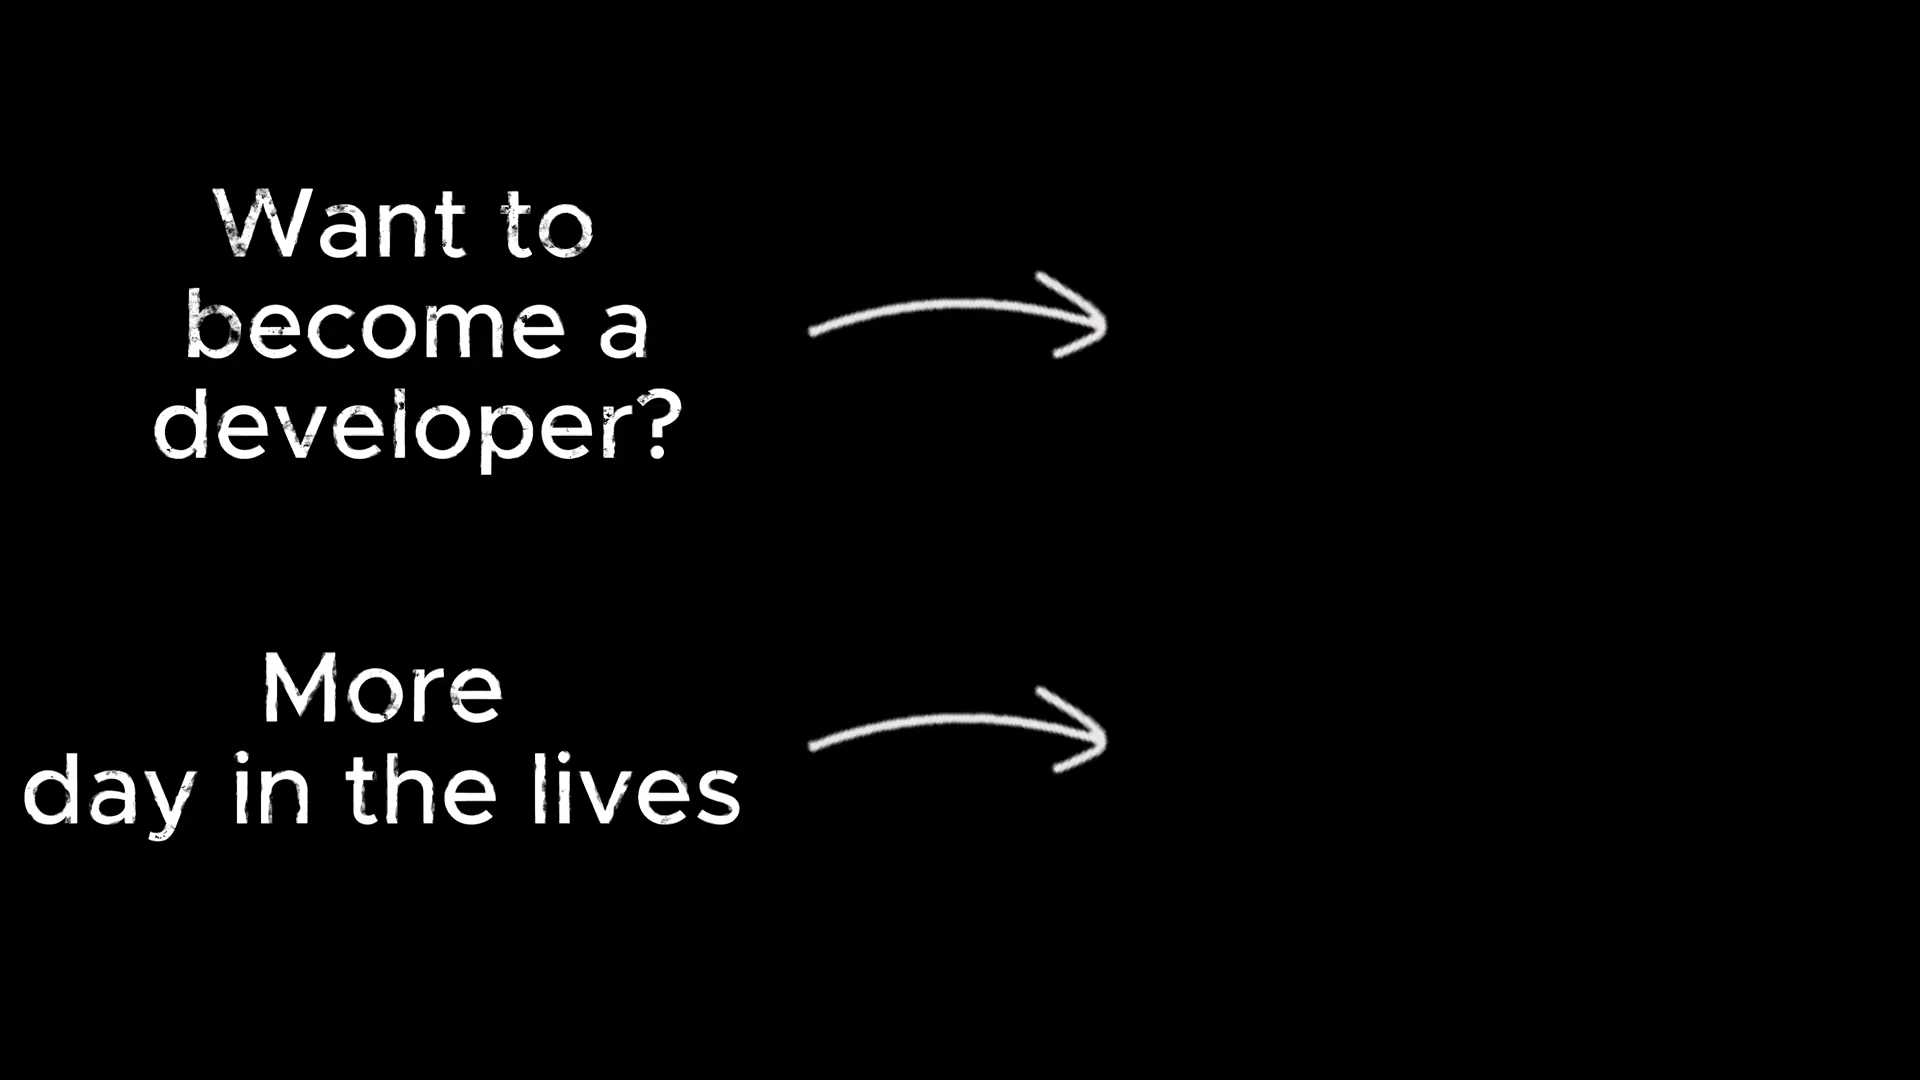 Want to
become a
developer?
More
day in the lives